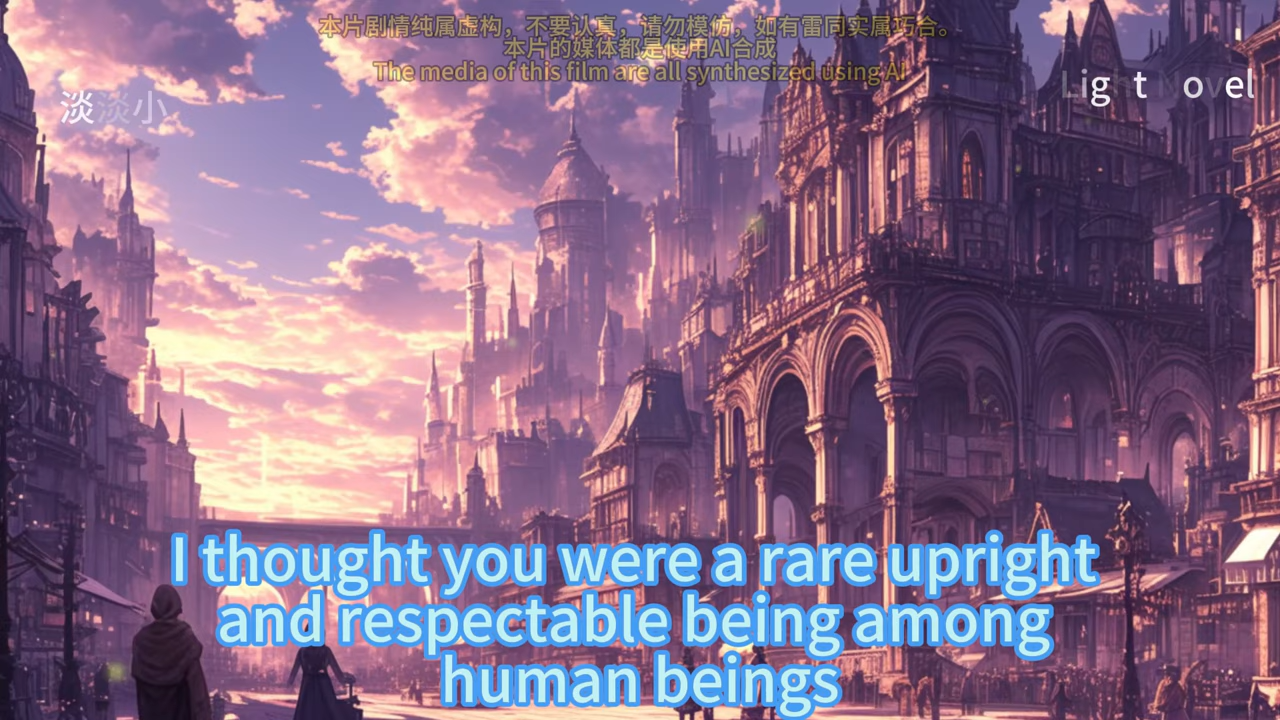 本片剧情纯属虚构，不要认真，请勿模仿，如有雷同实属巧合。
本片的媒体都是使用AI合成
The media of this film are all synthesized using AI
Light Novel
淡淡小
I thought you were a rare upright
and respectable being among
human beings